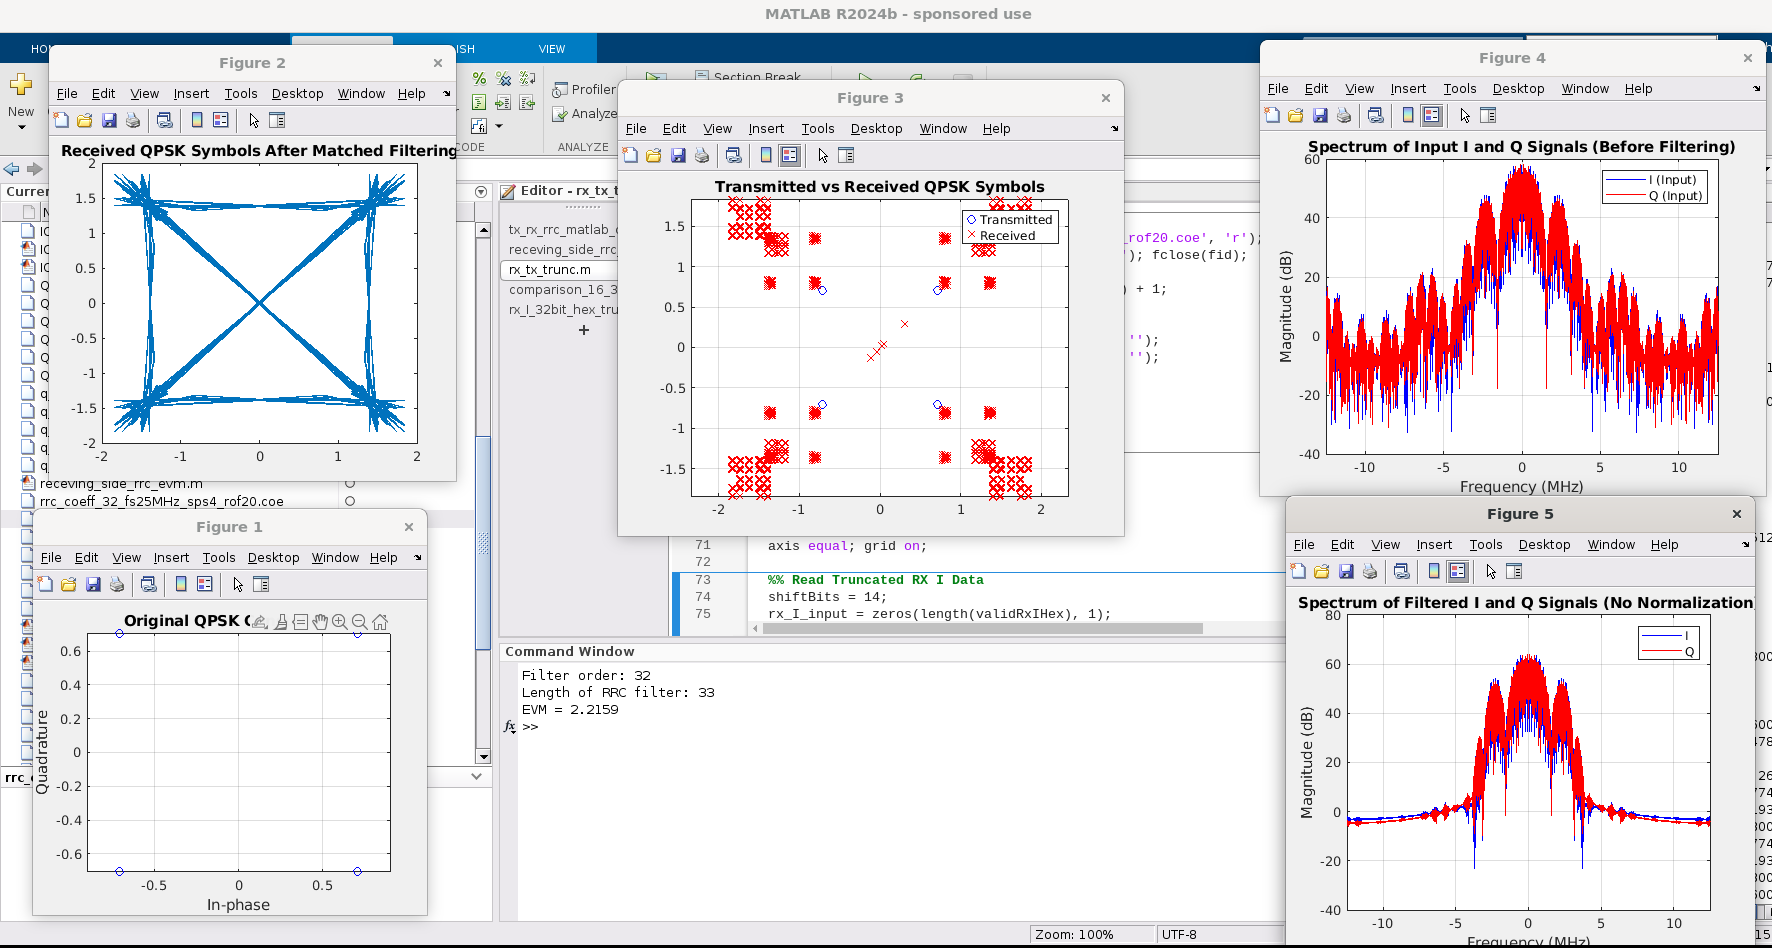 MATLAB R2024b - sponsored use
VIEW
New
Section Break
Profiler
Analyze
ANALYZE
Figure 2
File Edit View Insert Tools Desktop Window Help
Received QPSK Symbols After Matched Filtering
2
1.5
1
0.5
0
-0.5
-1
-1.5
-2
-2 -1 0 1 2
receving_side_rrc_evm.m
rrc_coeff_32_fs25MHz_sps4_rof20.coe
Figure 1
File Edit View Insert Tools Desktop Window Help
Original QPSK
0.6
0.4
0.2
0
-0.2
-0.4
-0.6
Quadrature
-0.5 0 0.5
In-phase
Editor - rx_tx_t
tx_rx_rrc_matlab_
receving_side_rrc
rx_tx_trunc.m
comparison_16_3
rx_I_32bit_hex_tru
Figure 3
File Edit View Insert Tools Desktop Window Help
Transmitted vs Received QPSK Symbols
Transmitted
Received
1.5
1
0.5
0
-0.5
-1
-1.5
-2 -1 0 1 2
_rof20.coe', 'r');
'); fclose(fid);
) + 1;
'');
'');
71 axis equal; grid on;
72
73 %% Read Truncated RX I Data
74 shiftBits = 14;
75 rx_I_input = zeros(length(validRxIHex), 1);
Command Window
Filter order: 32
Length of RRC filter: 33
EVM = 2.2159
fx >>
Zoom: 100% UTF-8
Figure 4
File Edit View Insert Tools Desktop Window Help
Spectrum of Input I and Q Signals (Before Filtering)
I (Input)
Q (Input)
60
40
20
0
-20
-40
Magnitude (dB)
-10 -5 0 5 10
Frequency (MHz)
Figure 5
File Edit View Insert Tools Desktop Window Help
Spectrum of Filtered I and Q Signals (No Normalization)
I
Q
80
60
40
20
0
-20
-40
Magnitude (dB)
-10 -5 0 5 10
Frequency (MHz)